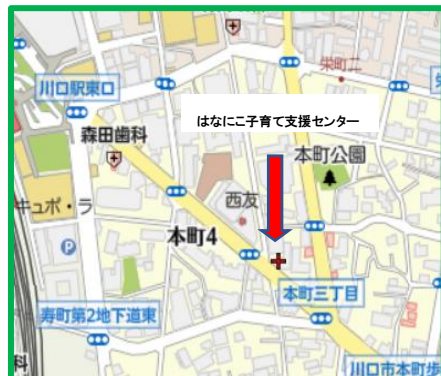 栄町二
川口駅東口
はなにこ子育て支援センター
森田歯科
本町公園
キュポ・ラ
西友
本町4
P
本町三丁目
寿町第2地下道東
科
川口市本町歩